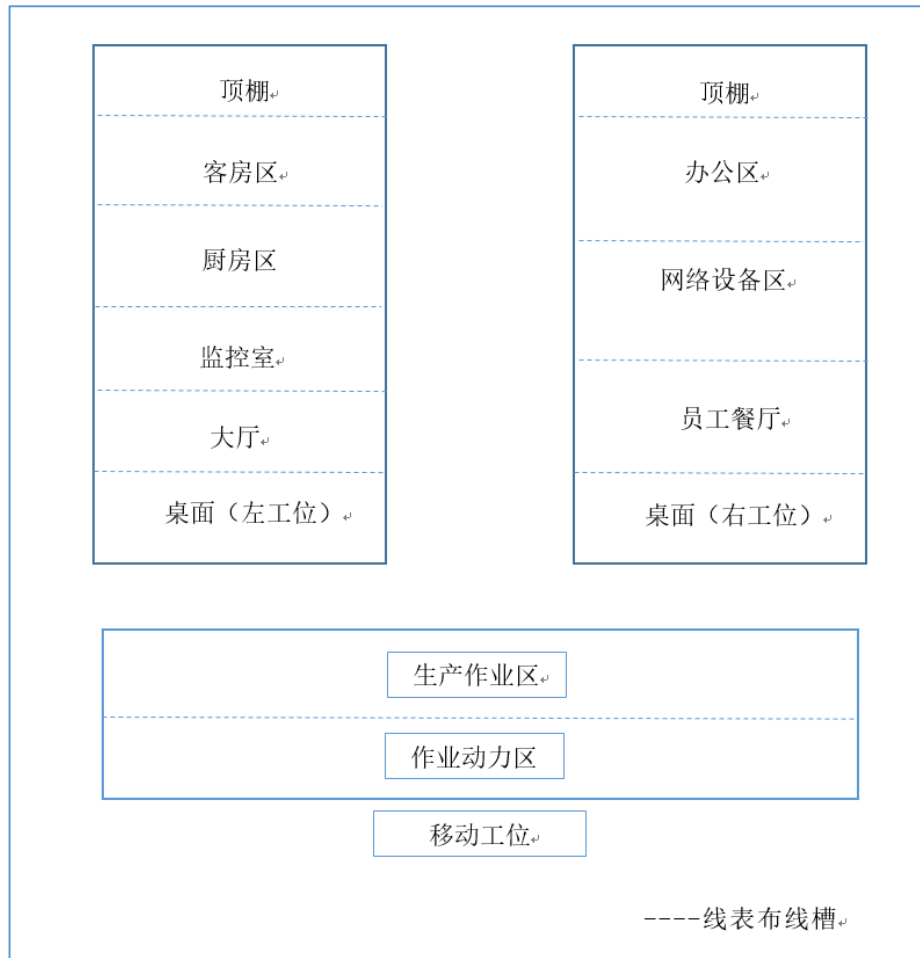 顶棚
客房区
厨房区
监控室
大厅
桌面（左工位）
顶棚
办公区
网络设备区
员工餐厅
桌面（右工位）
生产作业区
作业动力区
移动工位
----线表布线槽